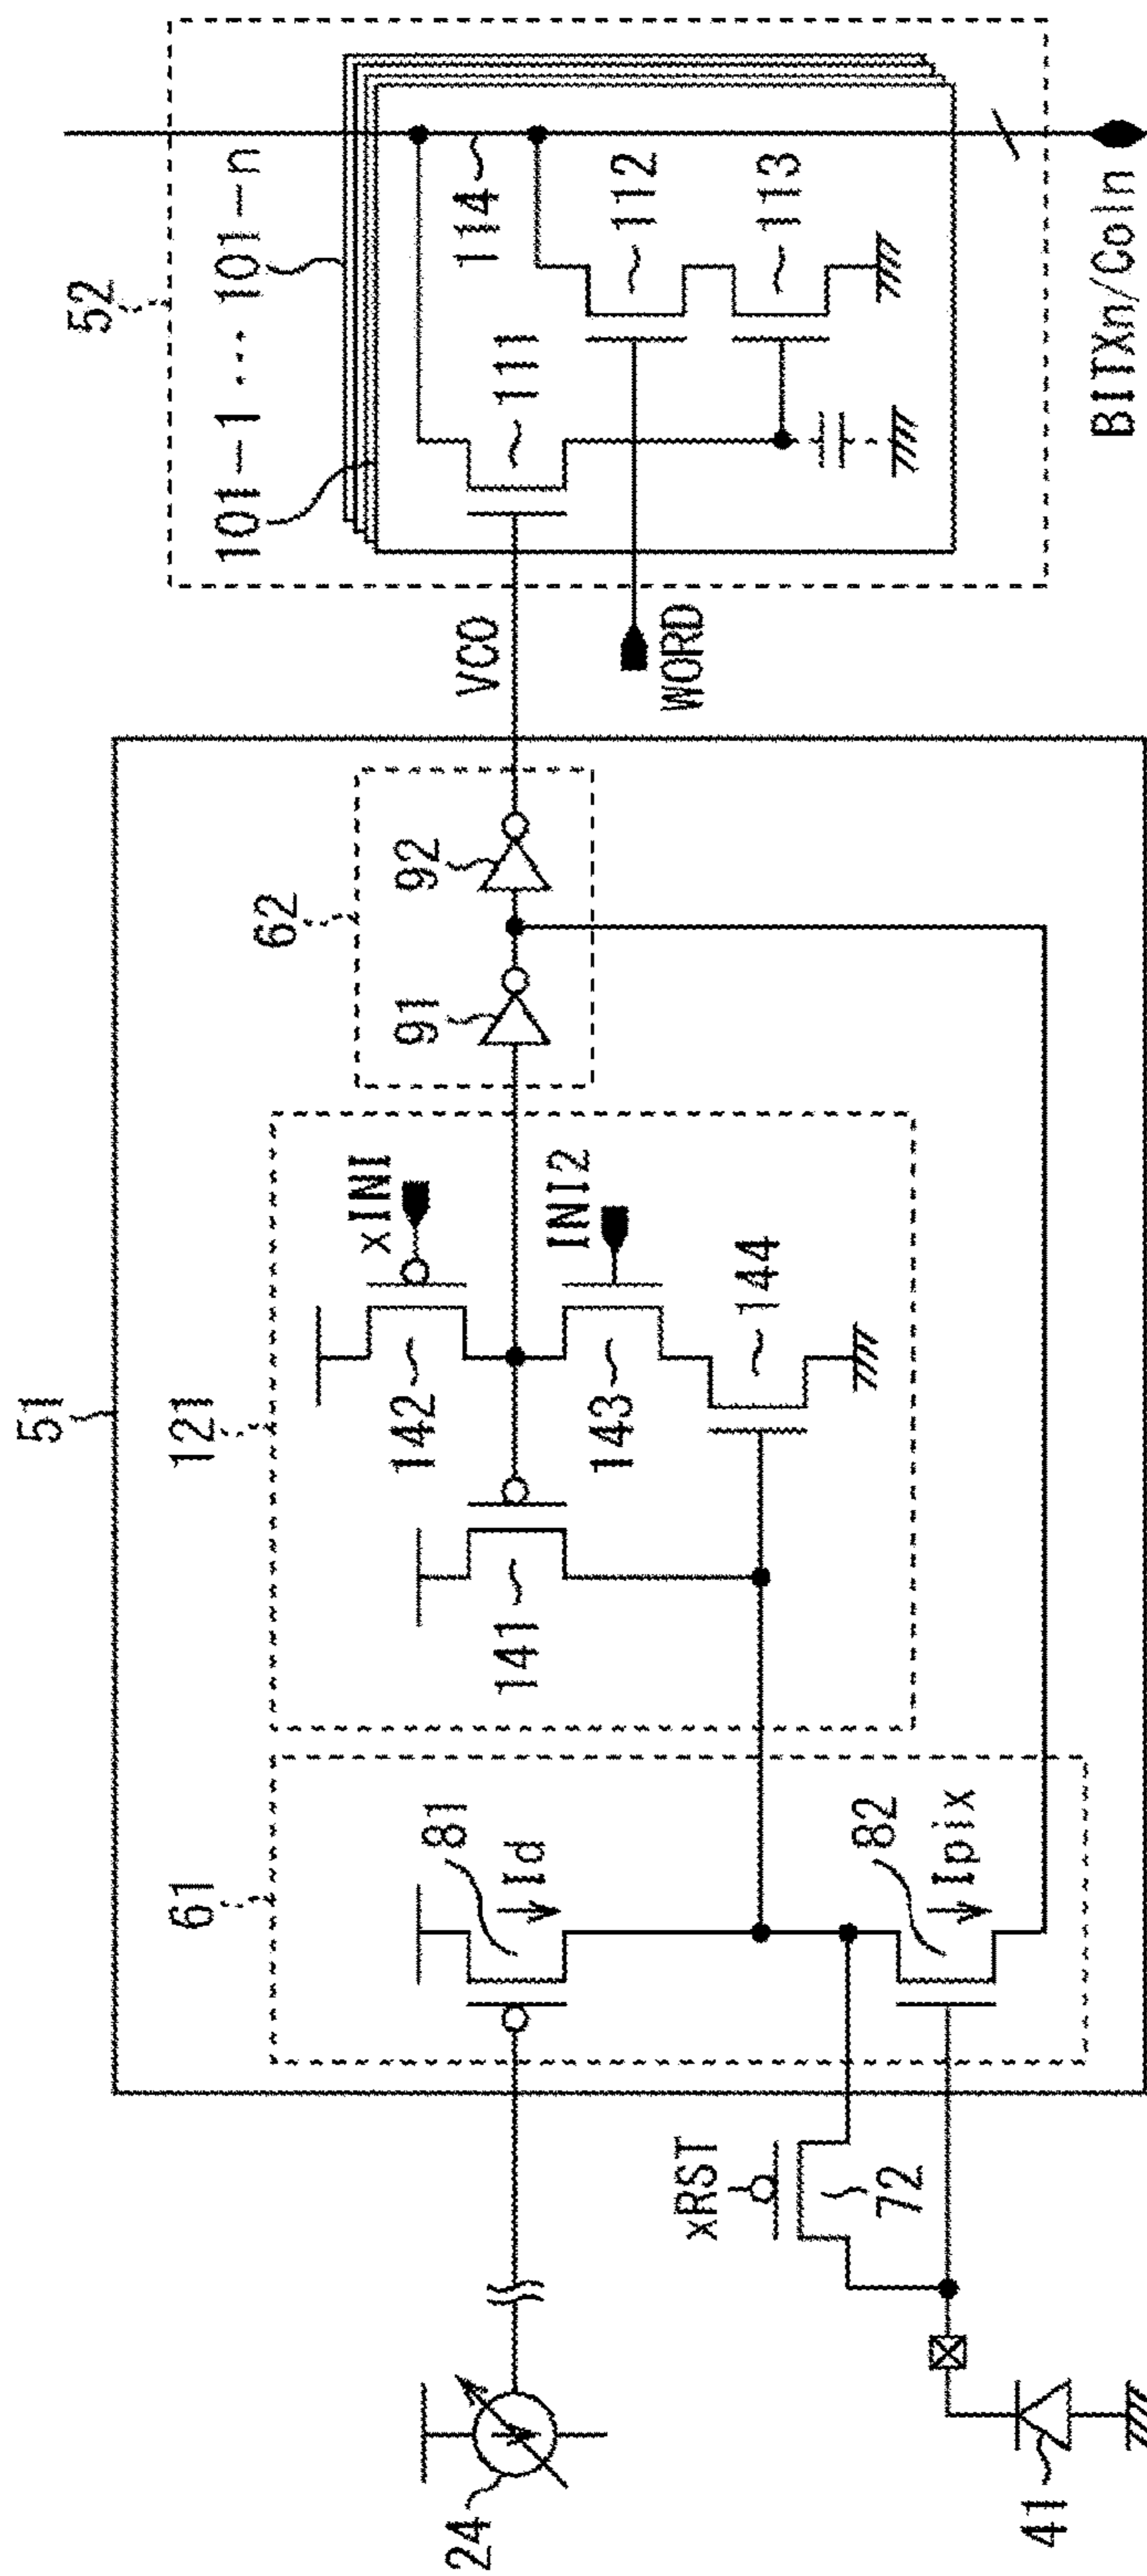 51
52
61
121
62
101-1 ... 101-n
24
81
Id
141
142
xINI
143
INI2
144
91
92
VCO
WORD
111
114
112
113
xRST
72
82
Ipix
41
BITXn/Coln